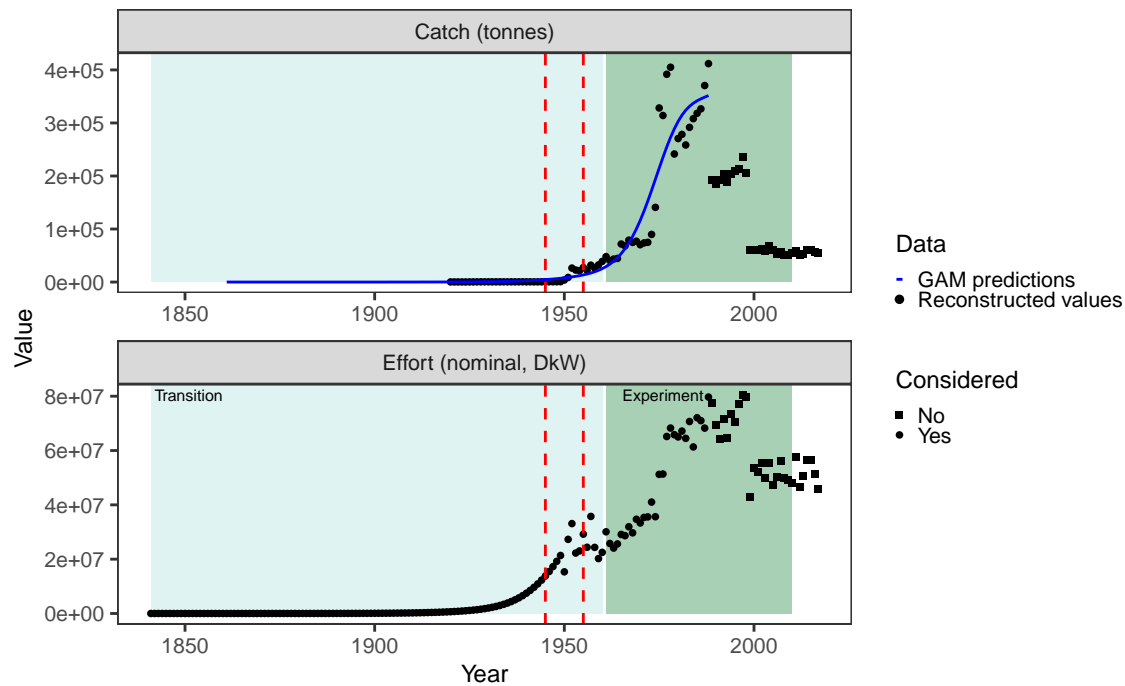 Catch (tonnes)
4e+05
3e+05
2e+05
1e+05
0e+00
1850 1900 1950 2000
Effort (nominal, DkW)
Transition Experiment
8e+07
6e+07
4e+07
2e+07
0e+00
1850 1900 1950 2000
Value
Year
Data
GAM predictions
Reconstructed values
Considered
No
Yes